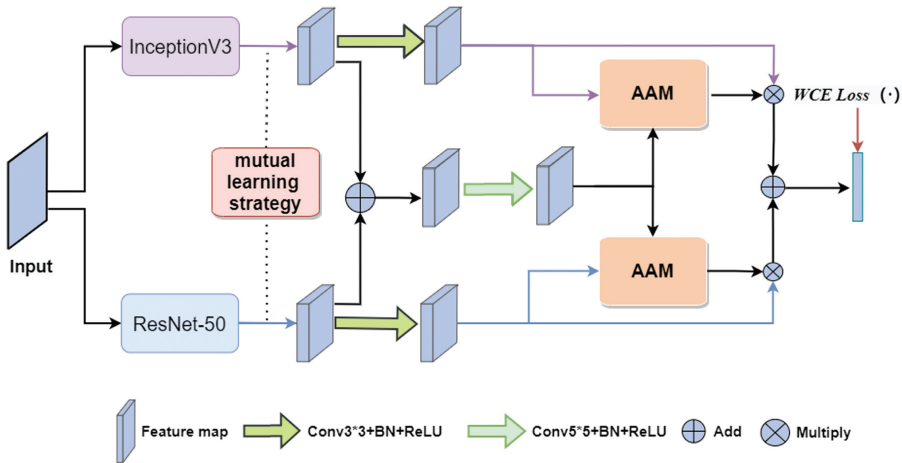 InceptionV3
AAM
WCE Loss (·)
mutual
learning
strategy
Input
AAM
ResNet-50
Feature map
Conv3*3+BN+ReLU
Conv5*5+BN+ReLU
Add
Multiply